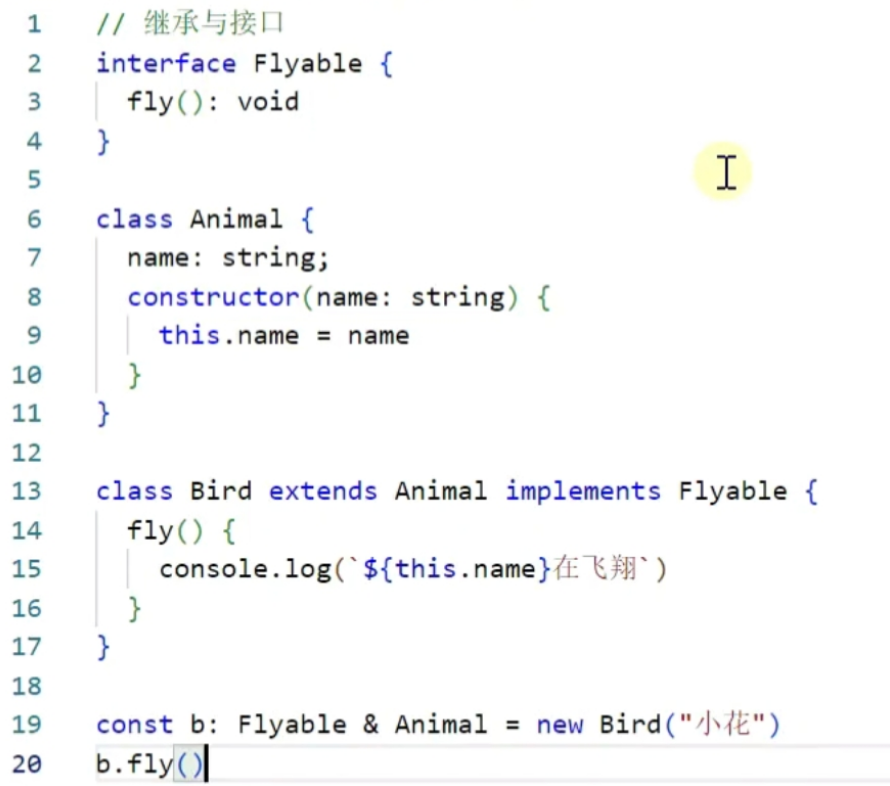 1 // 继承与接口
2 interface Flyable {
3   fly(): void
4 }
5
6 class Animal {
7   name: string;
8   constructor(name: string) {
9     this.name = name
10   }
11 }
12
13 class Bird extends Animal implements Flyable {
14   fly() {
15     console.log(`${this.name}在飞翔`)
16   }
17 }
18
19 const b: Flyable & Animal = new Bird("小花")
20 b.fly()